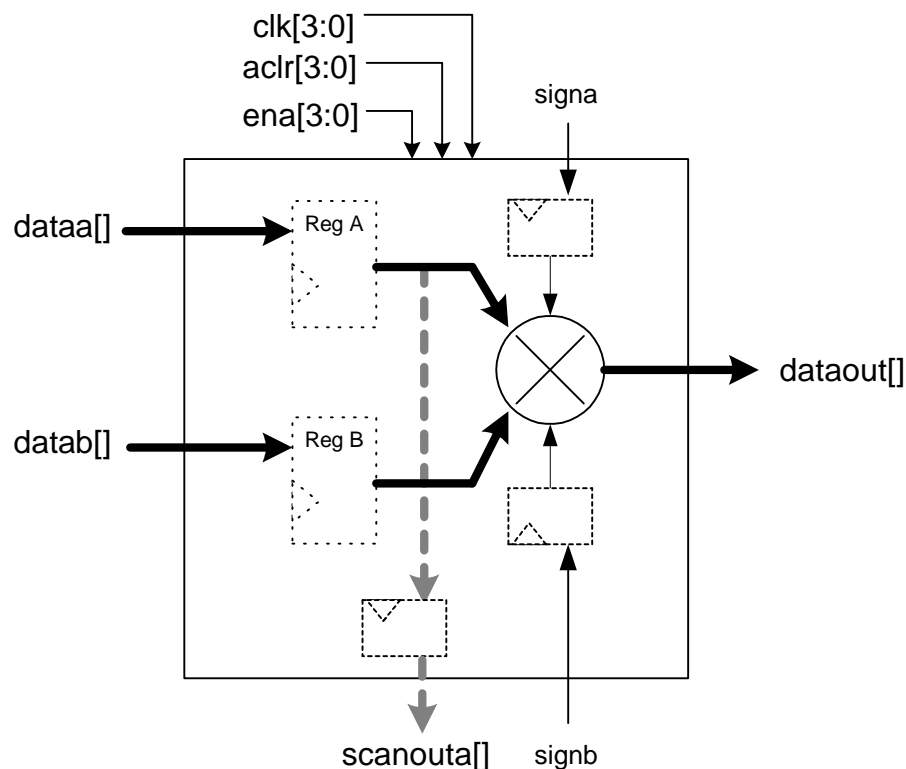 clk[3:0]
aclr[3:0]
ena[3:0]
signa
dataa[]
Reg A
dataout[]
datab[]
Reg B
scanouta[]
signb